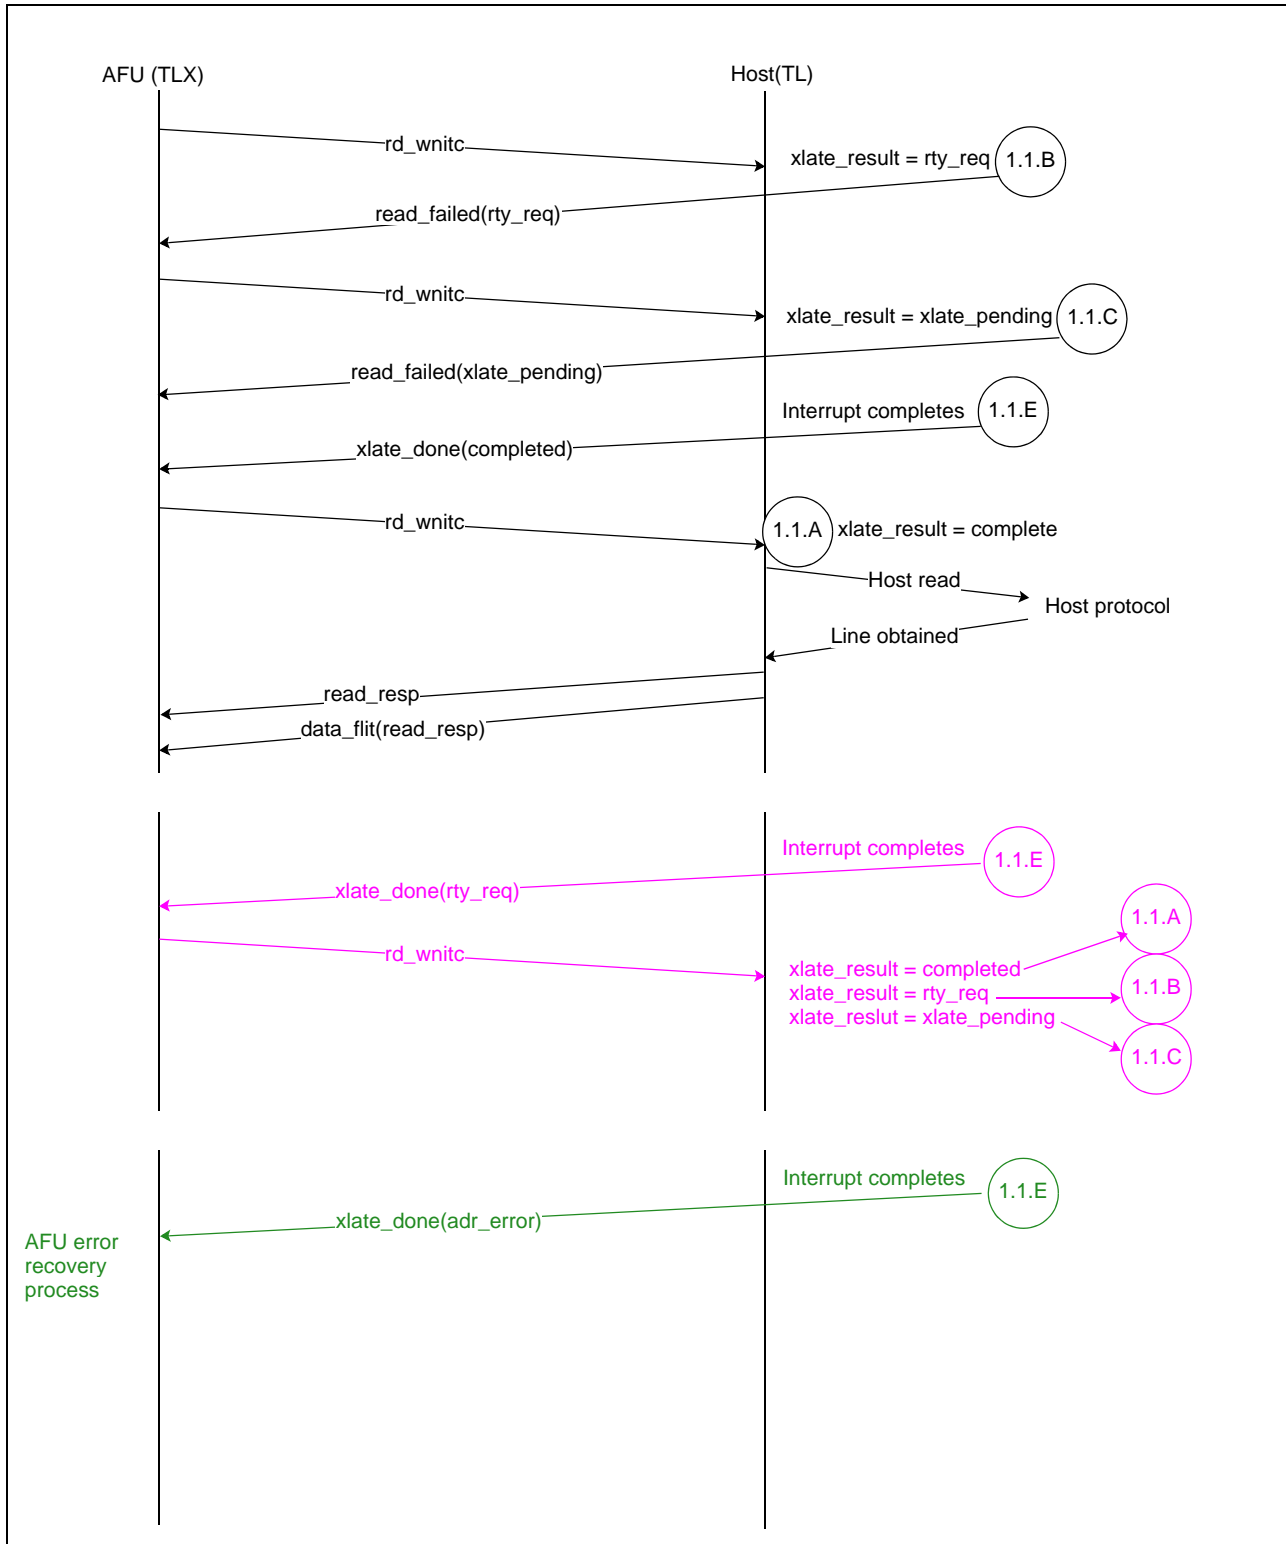 AFU (TLX)
Host(TL)
rd_wnitc
xlate_result = rty_req
1.1.B
read_failed(rty_req)
rd_wnitc
xlate_result = xlate_pending
1.1.C
read_failed(xlate_pending)
Interrupt completes
1.1.E
xlate_done(completed)
rd_wnitc
1.1.A
xlate_result = complete
Host read
Host protocol
Line obtained
read_resp
data_flit(read_resp)
Interrupt completes
1.1.E
xlate_done(rty_req)
1.1.A
rd_wnitc
xlate_result = completed
xlate_result = rty_req
1.1.B
xlate_reslut = xlate_pending
1.1.C
Interrupt completes
1.1.E
xlate_done(adr_error)
AFU error
recovery
process